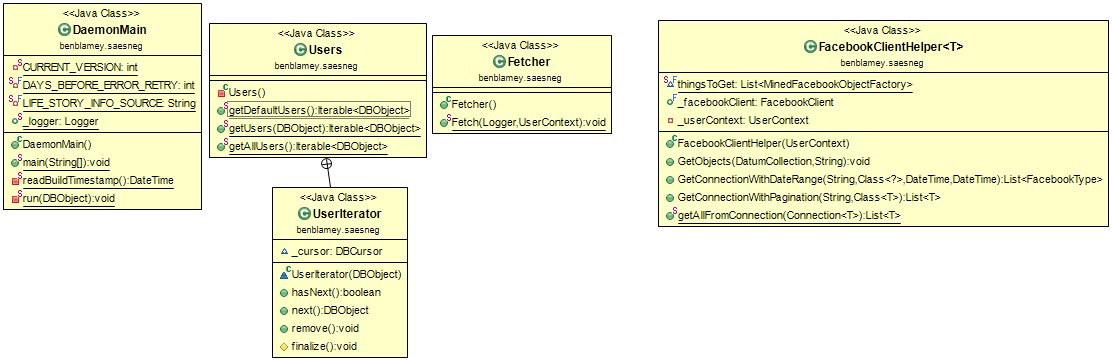 <<Java Class>>
DaemonMain
benblamey.saesneg
CURRENT_VERSION: int
DAYS_BEFORE_ERROR_RETRY: int
LIFE_STORY_INFO_SOURCE: String
_logger: Logger
DaemonMain()
main(String[]):void
readBuildTimestamp():DateTime
run(DBObject):void
<<Java Class>>
Users
benblamey.saesneg
Users()
getDefaultUsers():Iterable<DBObject>
getUsers(DBObject):Iterable<DBObject>
getAllUsers():Iterable<DBObject>
<<Java Class>>
Fetcher
benblamey.saesneg
Fetcher()
Fetch(Logger,UserContext):void
<<Java Class>>
UserIterator
benblamey.saesneg
_cursor: DBCursor
UserIterator(DBObject)
hasNext():boolean
next():DBObject
remove():void
finalize():void
<<Java Class>>
FacebookClientHelper<T>
benblamey.saesneg
thingsToGet: List<MinedFacebookObjectFactory>
_facebookClient: FacebookClient
_userContext: UserContext
FacebookClientHelper(UserContext)
GetObjects(DatumCollection,String):void
GetConnectionWithDateRange(String,Class<?>,DateTime,DateTime):List<FacebookType>
GetConnectionWithPagination(String,Class<T>):List<T>
getAllFromConnection(Connection<T>):List<T>